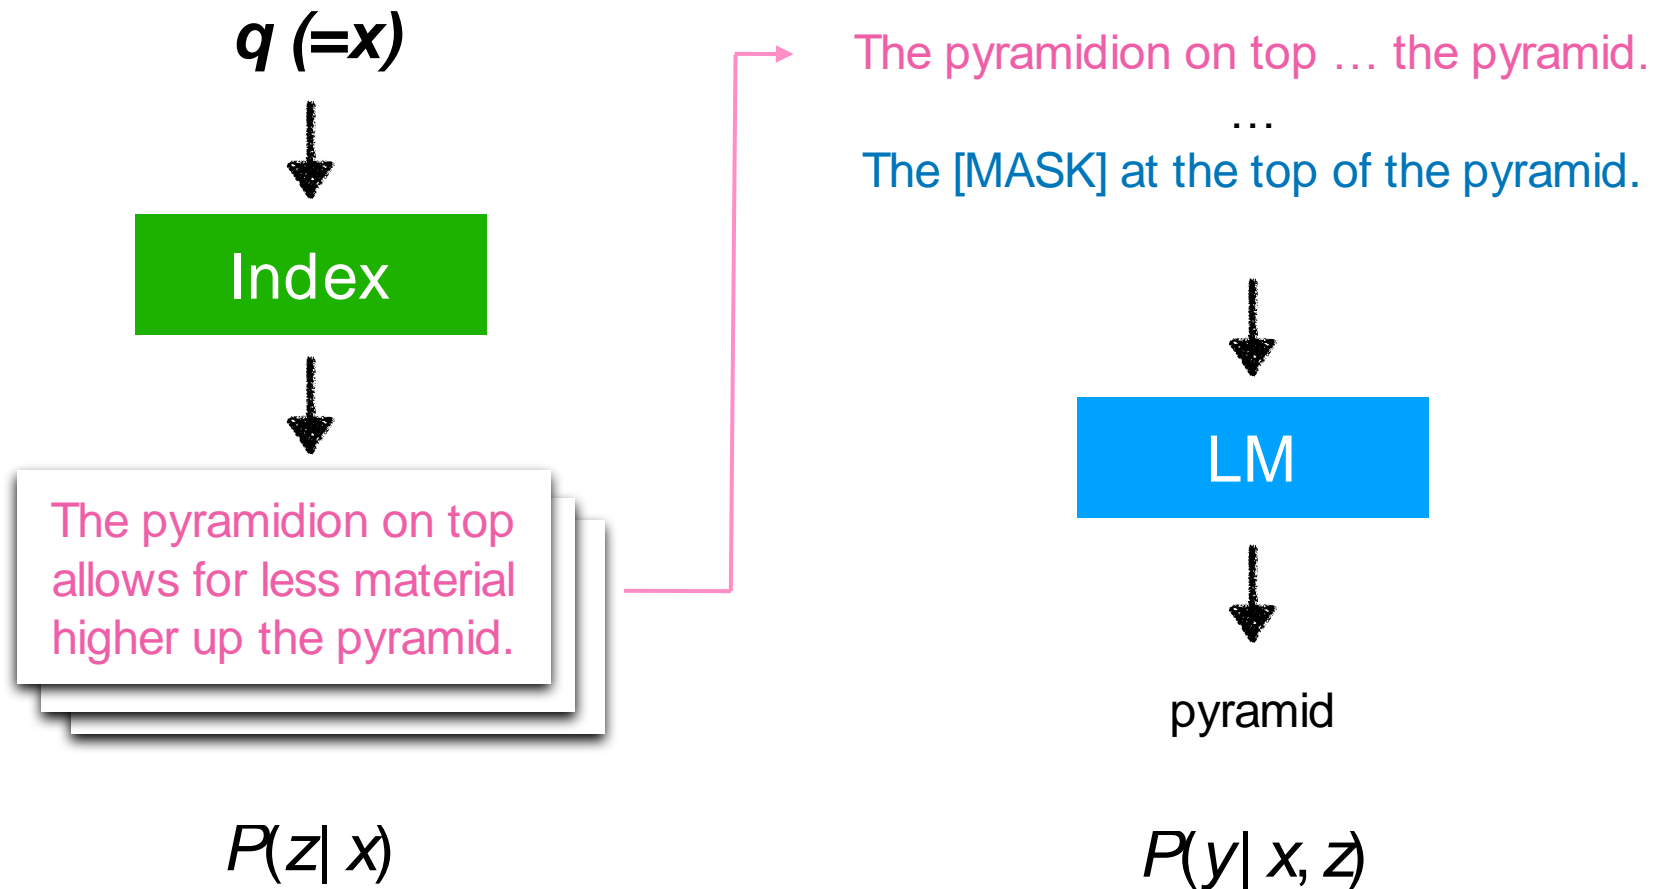 q (=x)
Index
The pyramidion on top
allows for less material
higher up the pyramid.
P(z| x)
The pyramidion on top … the pyramid.
…
The [MASK] at the top of the pyramid.
LM
pyramid
P(y| x, z)